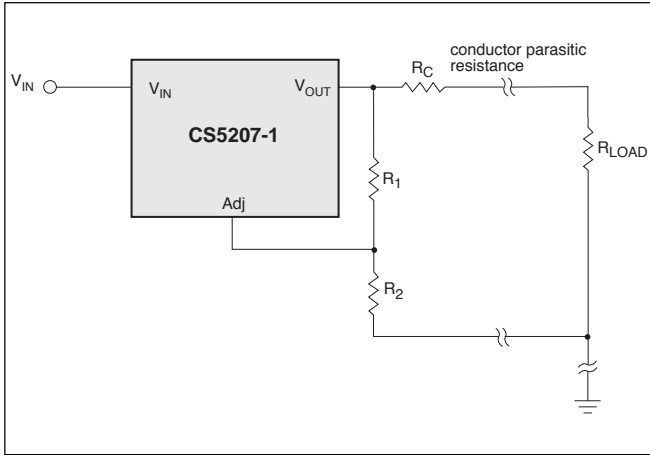 conductor parasitic
resistance
R_C
V_IN
V_IN
V_OUT
CS5207-1
R_LOAD
R_1
Adj
R_2